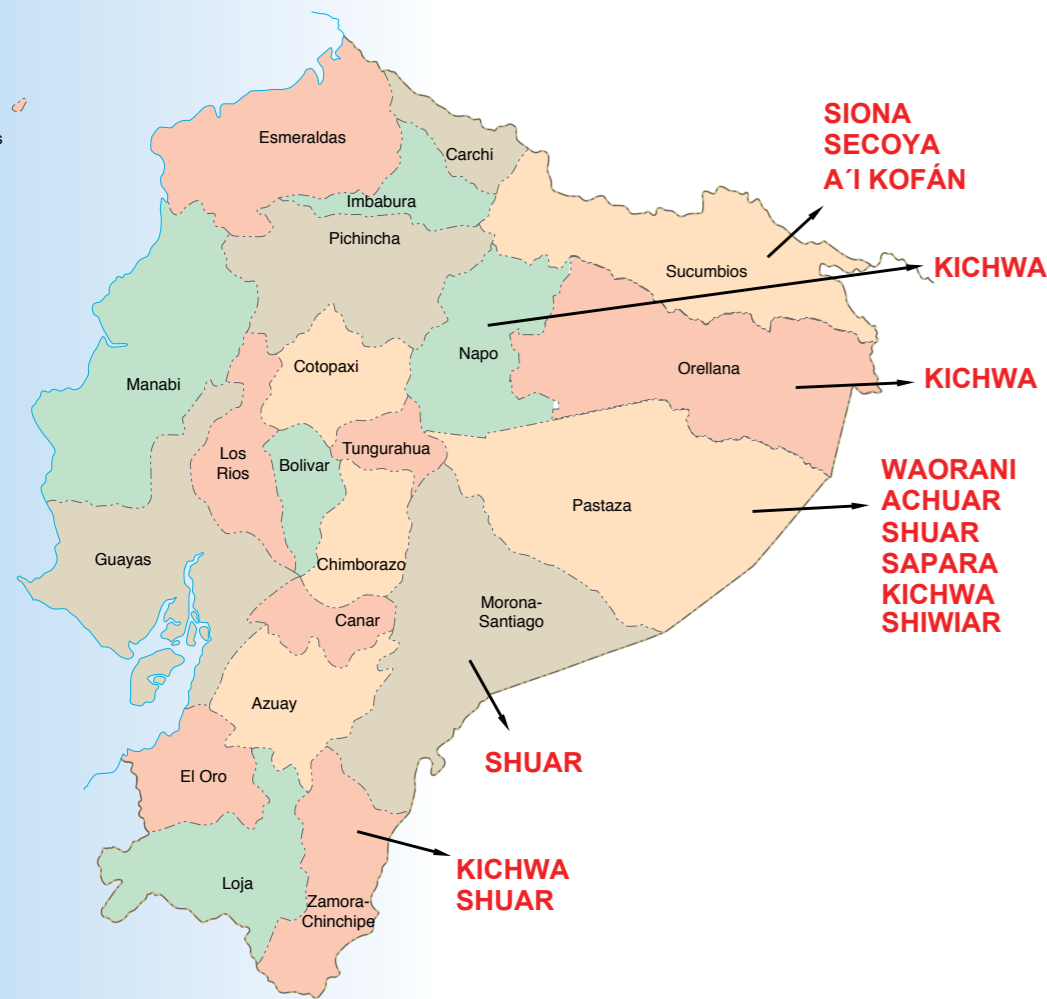 s
Esmeraldas
Carchi
Imbabura
Pichincha
Sucumbios
Napo
Orellana
Manabi
Cotopaxi
Tungurahua
Los
Rios
Bolivar
Pastaza
Guayas
Chimborazo
Morona-
Santiago
Canar
Azuay
El Oro
Loja
Zamora-
Chinchipe
SIONA
SECOYA
A´I KOFÁN
KICHWA
KICHWA
WAORANI
ACHUAR
SHUAR
SAPARA
KICHWA
SHIWIAR
SHUAR
KICHWA
SHUAR